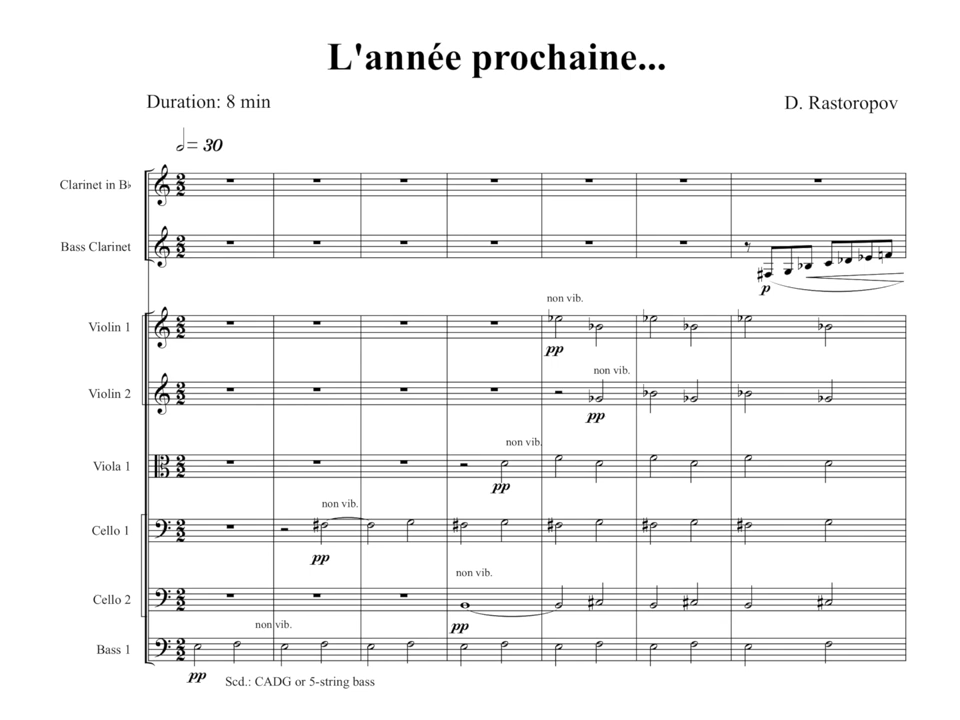 L'année prochaine...
Duration: 8 min
D. Rastoropov
𝅗𝅥= 30
Clarinet in B♭
Bass Clarinet
p
non vib.
Violin 1
pp
non vib.
Violin 2
pp
non vib.
Viola 1
pp
non vib.
Cello 1
pp
non vib.
Cello 2
pp
non vib.
Bass 1
pp
Scd.: CADG or 5-string bass